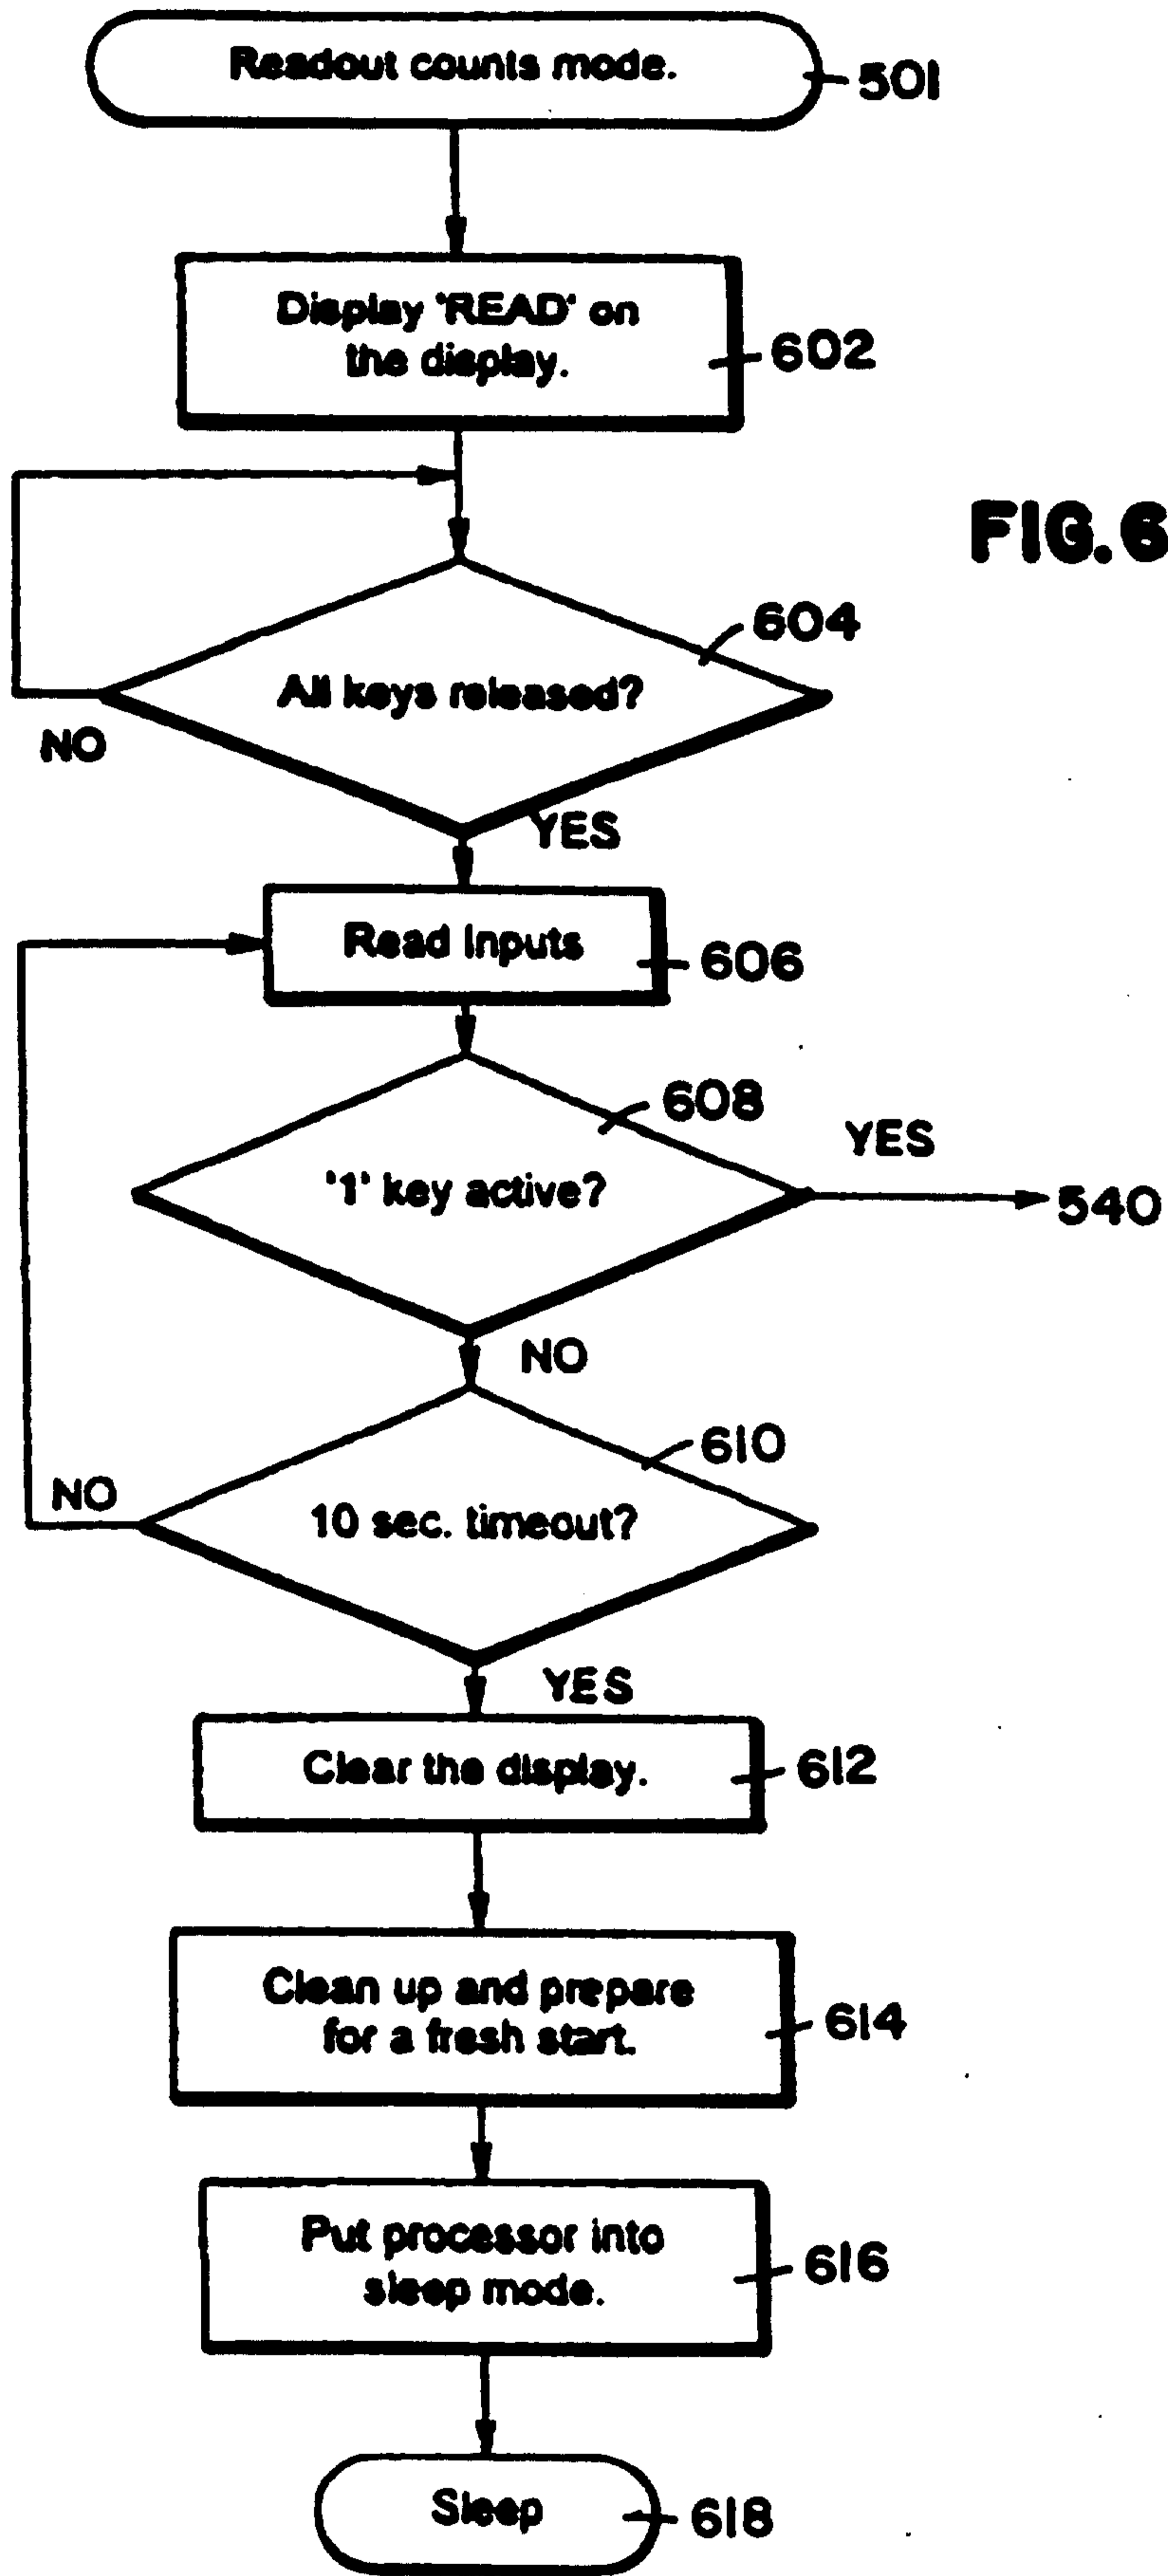 Readout counts mode.
501
Display 'READ' on
the display.
602
FIG. 6
604
All keys released?
NO
YES
Read Inputs
606
608
YES
'1' key active?
540
NO
610
NO
10 sec. timeout?
YES
Clear the display.
612
Clean up and prepare
for a fresh start.
614
Put processor into
sleep mode.
616
Sleep
618